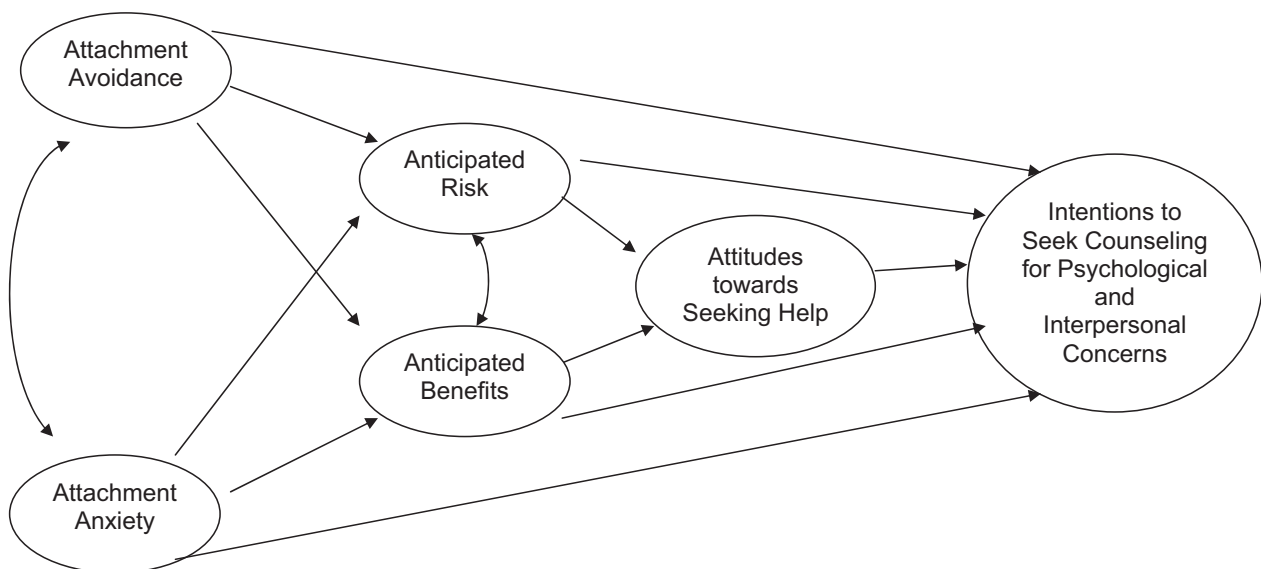 Attachment
Avoidance
Anticipated
Risk
Attitudes
towards
Seeking Help
Intentions to
Seek Counseling
for Psychological
and
Interpersonal
Concerns
Anticipated
Benefits
Attachment
Anxiety